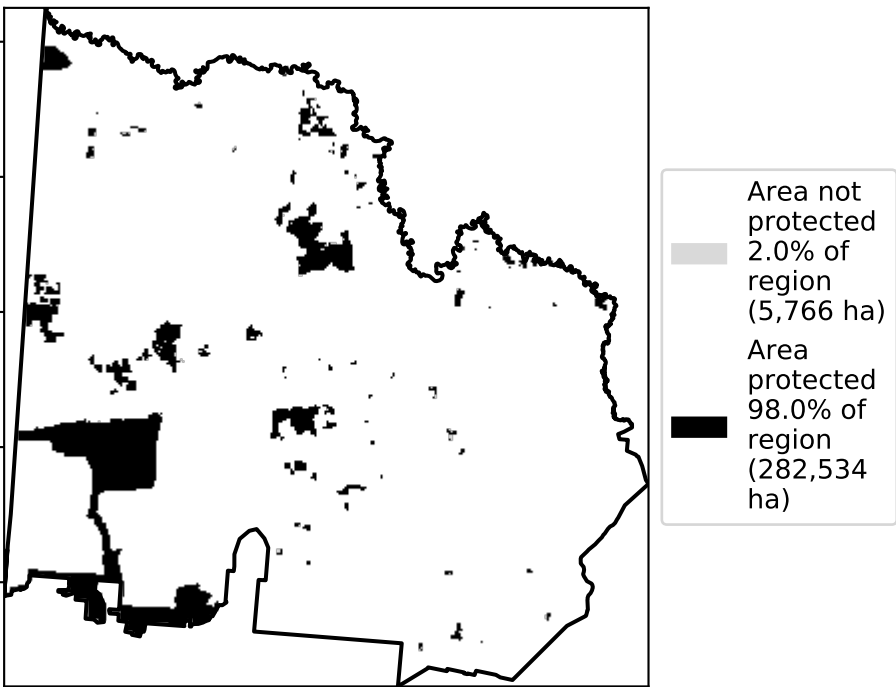 Area not
protected
2.0% of
region
(5,766 ha)
Area
protected
98.0% of
region
(282,534
ha)